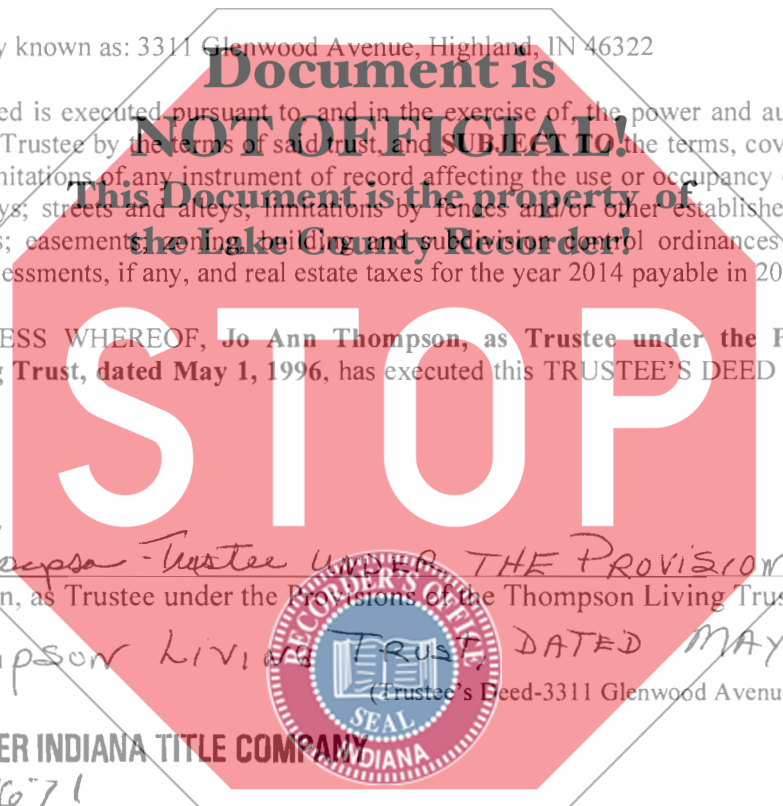 y known as: 3311 Glenwood Avenue, Highland, IN 46322
Document is
ed is executed pursuant to, and in the exercise of, the power and au
NOT OFFICIAL!
Trustee by the terms of said trust, and SUBJECT TO the terms, cov
This Document is the property of
nitations of any instrument of record affecting the use or occupancy
ys; streets and alleys; limitations by fences and/or other establishe
the Lake County Recorder!
s; easements; zoning, building and subdivision control ordinances
essments, if any, and real estate taxes for the year 2014 payable in 20
ESS WHEREOF, Jo Ann Thompson, as Trustee under the P
g Trust, dated May 1, 1996, has executed this TRUSTEE'S DEED
STOP
Trustee UNDER THE PROVISION
n, as Trustee under the Provisions of the Thompson Living Trus
mpson Living Trust, DATED MAY
(Trustee's Deed-3311 Glenwood Avenu
RECORDER'S OFFICE
SEAL
INDIANA
ER INDIANA TITLE COMPANY